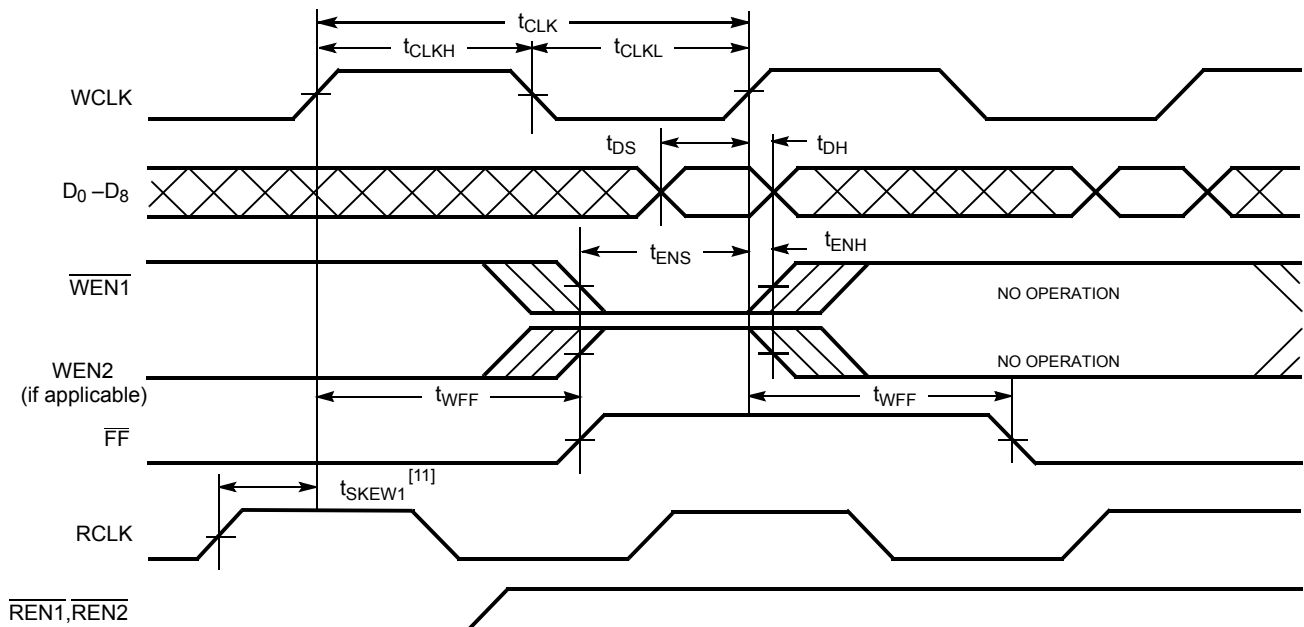 tCLK
tCLKH
tCLKL
WCLK
tDS
tDH
D0 –D8
tENS
tENH
WEN1
NO OPERATION
WEN2
(if applicable)
NO OPERATION
tWFF
tWFF
FF
tSKEW1 [11]
RCLK
REN1,REN2